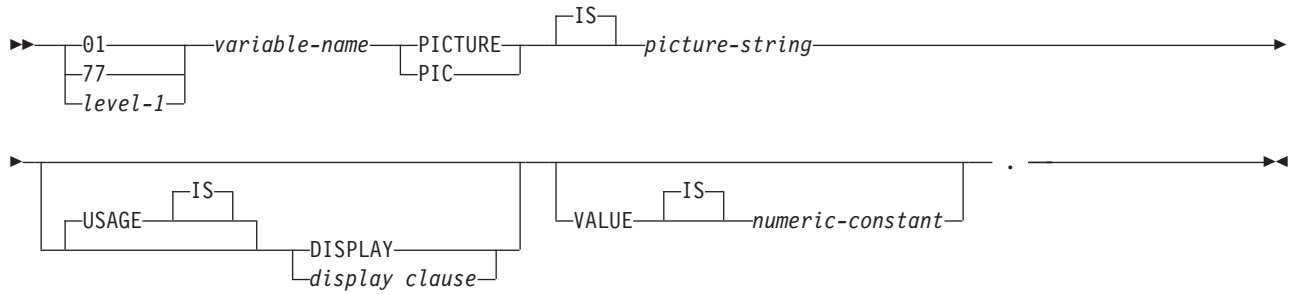 IS
01 variable-name PICTURE picture-string
77 PIC
level-1
.
IS IS
USAGE VALUE numeric-constant
DISPLAY
display clause